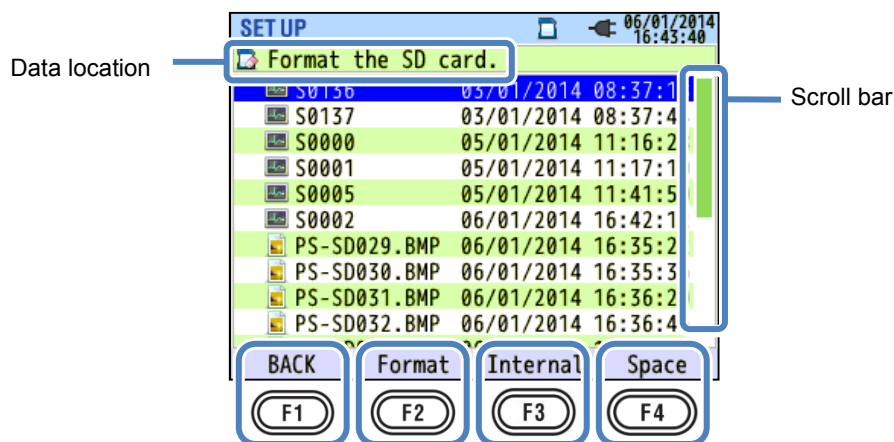 SET UP 06/01/2014
16:43:40
Data location
Format the SD card.
Scroll bar
S0136 03/01/2014 08:37:1
S0137 03/01/2014 08:37:4
S0000 05/01/2014 11:16:2
S0001 05/01/2014 11:17:1
S0005 05/01/2014 11:41:5
S0002 06/01/2014 16:42:1
PS-SD029.BMP 06/01/2014 16:35:2
PS-SD030.BMP 06/01/2014 16:35:3
PS-SD031.BMP 06/01/2014 16:36:2
PS-SD032.BMP 06/01/2014 16:36:4
BACK Format Internal Space
F1 F2 F3 F4